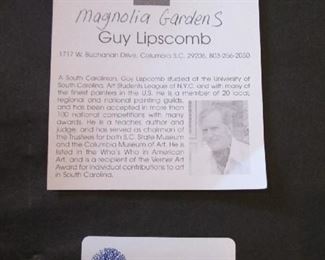 Magnolia Gardens
Guy Lipscomb
1717 W. Buchanan Drive, Columbia S.C. 29206, 803-256-2050
A South Carolinian, Guy Lipscomb studied at the University of
South Carolina, Art Students League of N.Y.C. and with many of
the finest painters in the U.S. He is a member of 20 local,
regional and national painting guilds,
and has been accepted in more than
100 national competitions with many
awards. He is a teacher, author and
judge, and has served as chairman of
the Trustees for both S.C. State Museum
and the Columbia Museum of Art. He is
listed in the Who's Who in American
Art, and is a recipient of the Verner Art
Award for individual contributions to art
in South Carolina.